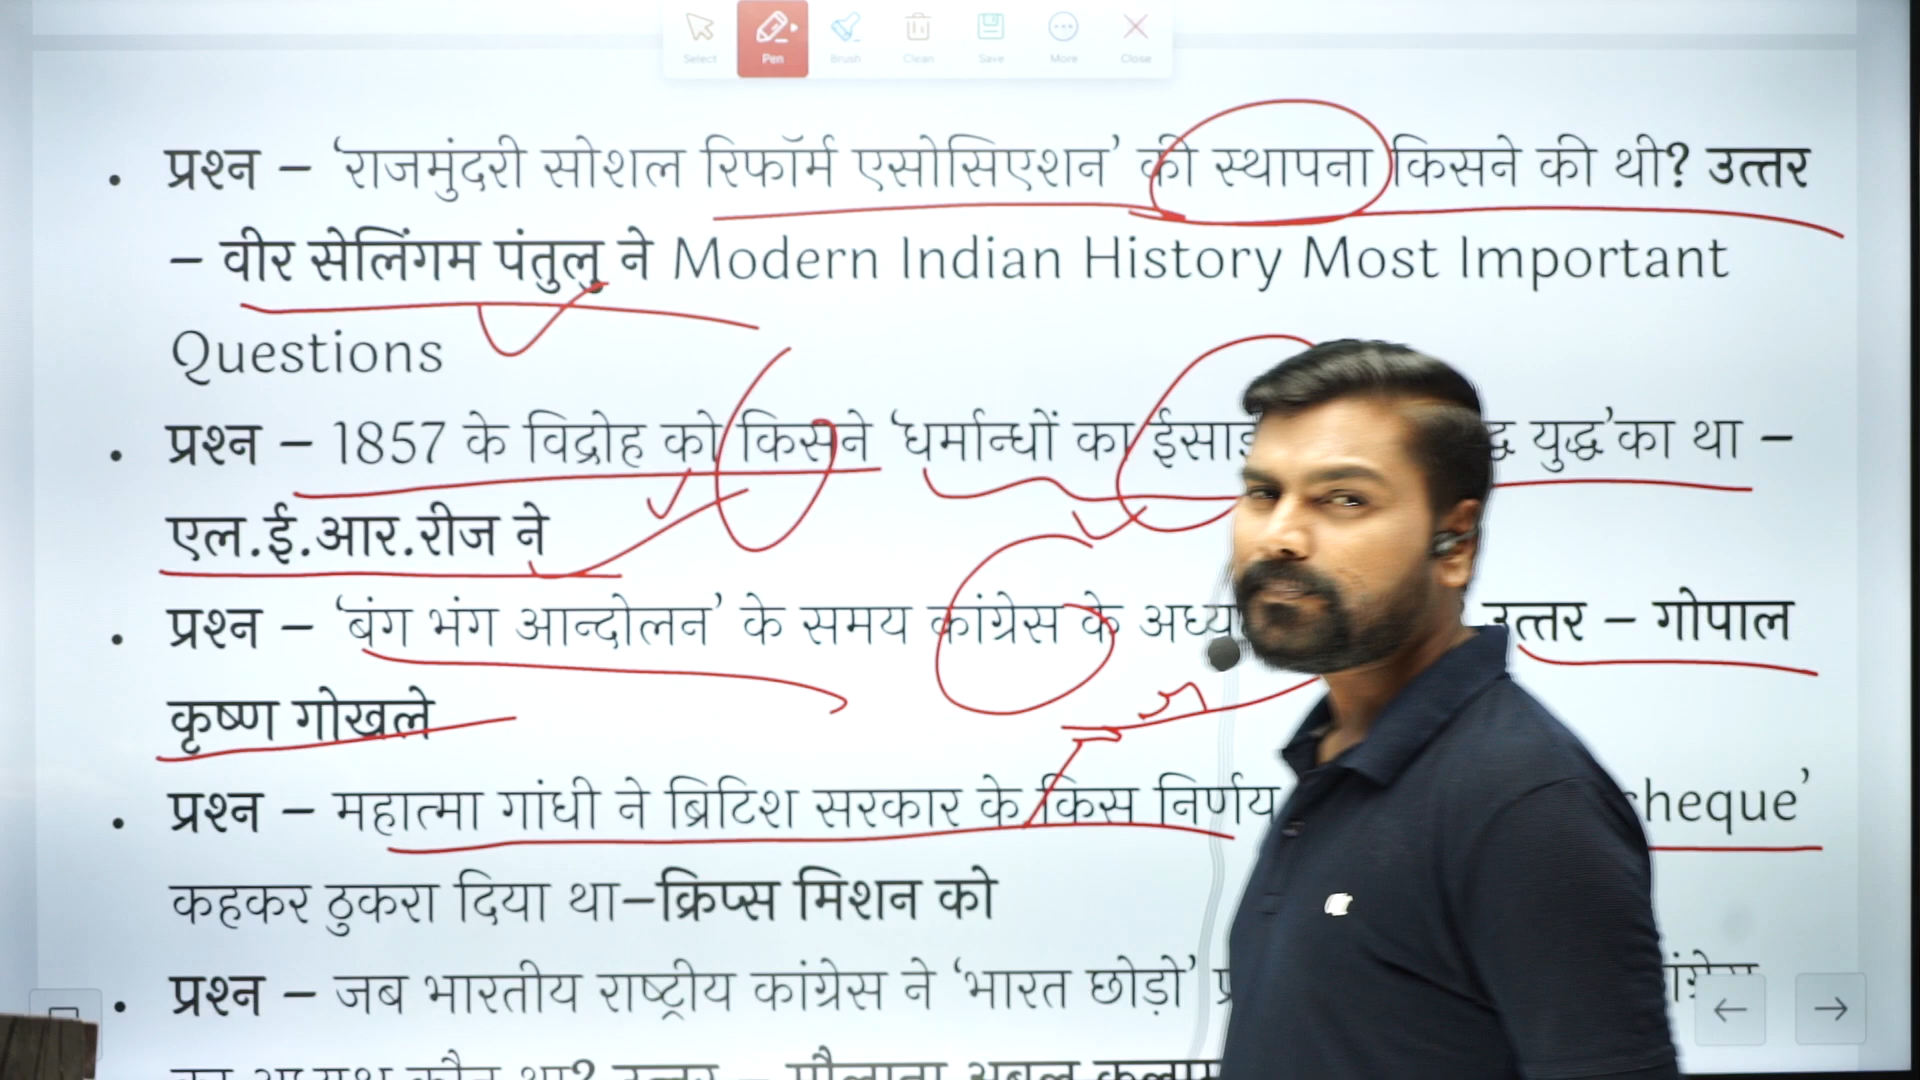 Select Pen Brush Clean Save More Close
• प्रश्न – ‘राजमुंदरी सोशल रिफॉर्म एसोसिएशन’ की स्थापना किसने की थी? उत्तर
– वीर सेलिंगम पंतुलु ने Modern Indian History Most Important
Questions
• प्रश्न – 1857 के विद्रोह को किसने ‘धर्मान्धों का युद्ध’का था –
एल.ई.आर.रीज ने
• प्रश्न – ‘बंग भंग आन्दोलन’ के समय कांग्रेस के उत्तर – गोपाल
कृष्ण गोखले
• प्रश्न – महात्मा गांधी ने ब्रिटिश सरकार के किस निर्णय cheque’
कहकर ठुकरा दिया था–क्रिप्स मिशन को
• प्रश्न – जब भारतीय राष्ट्रीय कांग्रेस ने ‘भारत छोड़ो’